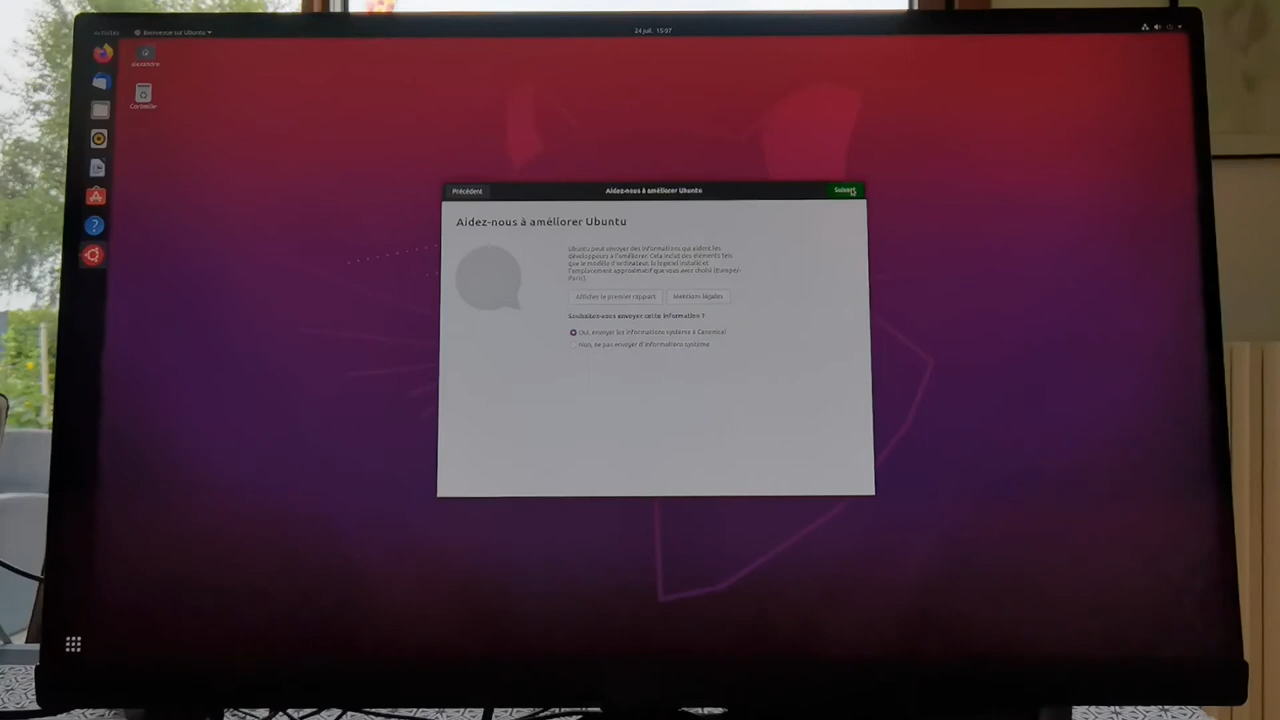 Activités
Bienvenue sur Ubuntu
24 juil. 15:07
alexandre
Corbeille
Précédent
Aidez-nous à améliorer Ubuntu
Suivant
Aidez-nous à améliorer Ubuntu
Ubuntu peut envoyer des informations qui aident les
développeurs à l'améliorer. Cela inclut des éléments tels
que le modèle d'ordinateur, le logiciel installé et
l'emplacement approximatif que vous avez choisi (Europe/
Paris).
Afficher le premier rapport
Mentions légales
Souhaitez-vous envoyer cette information ?
Oui, envoyer les informations système à Canonical
Non, ne pas envoyer d'informations système